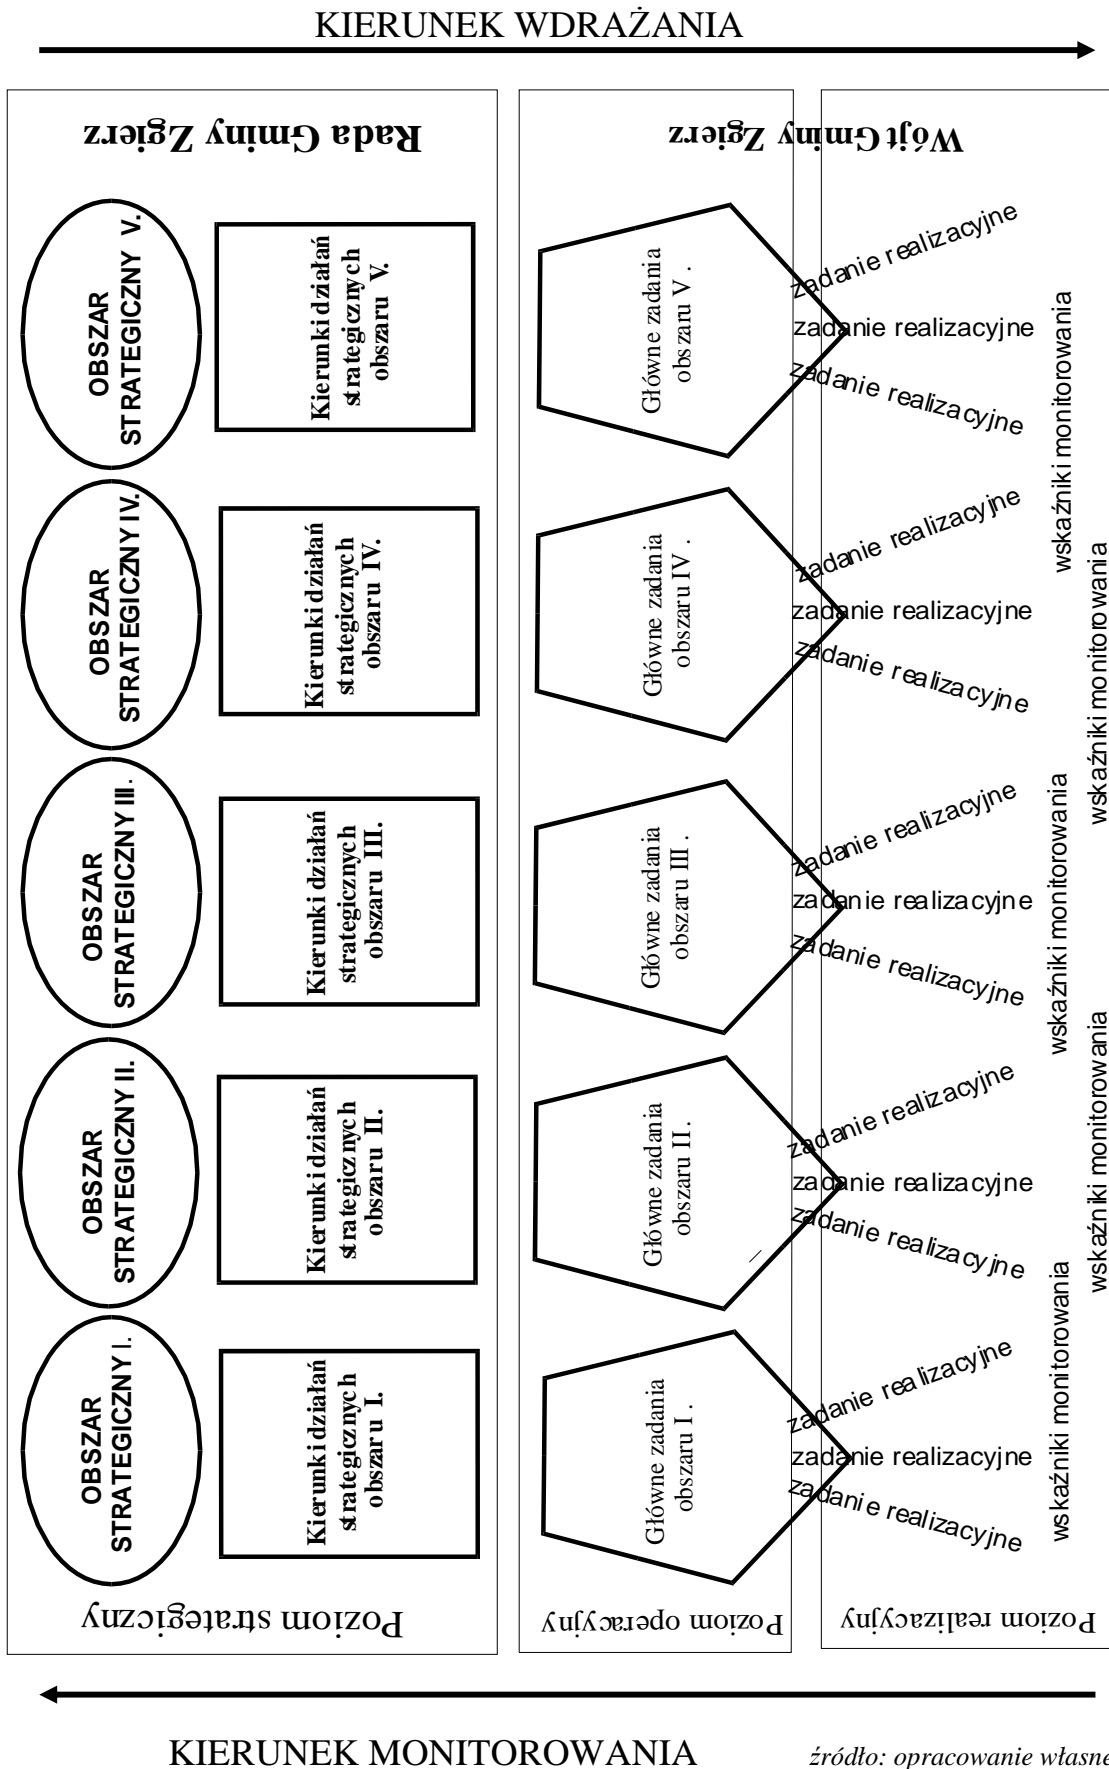 KIERUNEK WDRAŻANIA
Rada Gminy Zgierz
Wójt Gminy Zgierz
OBSZAR
STRATEGICZNY V.
Kierunki działań
strategicznych
obszaru V.
Główne zadania
obszaru V .
zadanie realizacyjne
zadanie realizacyjne
zadanie realizacyjne
wskaźniki monitorowania
OBSZAR
STRATEGICZNY IV.
Kierunki działań
strategicznych
obszaru IV.
Główne zadania
obszaru IV .
zadanie realizacyjne
zadanie realizacyjne
zadanie realizacyjne
wskaźniki monitorowania
OBSZAR
STRATEGICZNY III.
Kierunki działań
strategicznych
obszaru III.
Główne zadania
obszaru III .
zadanie realizacyjne
zadanie realizacyjne
zadanie realizacyjne
wskaźniki monitorowania
OBSZAR
STRATEGICZNY II.
Kierunki działań
strategicznych
obszaru II.
Główne zadania
obszaru II .
zadanie realizacyjne
zadanie realizacyjne
zadanie realizacyjne
wskaźniki monitorowania
OBSZAR
STRATEGICZNY I.
Kierunki działań
strategicznych
obszaru I.
Główne zadania
obszaru I .
zadanie realizacyjne
zadanie realizacyjne
zadanie realizacyjne
wskaźniki monitorowania
Poziom strategiczny
Poziom operacyjny
Poziom realizacyjny
KIERUNEK MONITOROWANIA
źródło: opracowanie własne